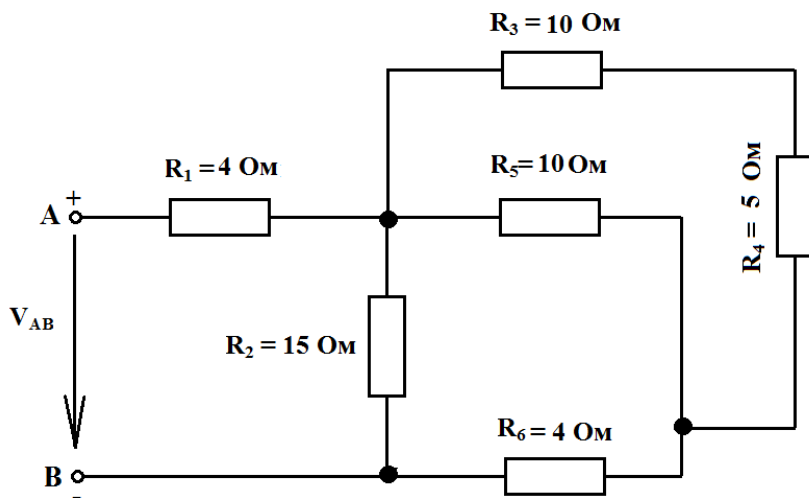 R₃ = 10 Ом
R₁ = 4 Ом
R₅= 10 Ом
R₄ = 5 Ом
+
A
V_AB
R₂ = 15 Ом
R₆ = 4 Ом
B
-